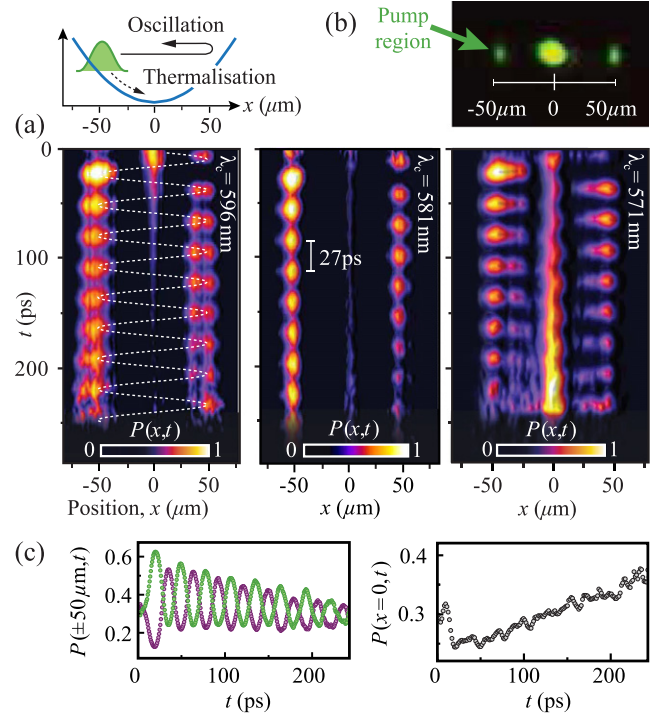 Oscillation
Thermalisation
-50 0 50 x (μm)
(b)
Pump region
-50μm 0 50μm
(a)
0
100
200
t (ps)
λc = 596 nm
P(x,t)
0 1
-50 0 50
Position, x (μm)
λc = 581 nm
27ps
P(x,t)
0 1
-50 0 50
x (μm)
λc = 571 nm
P(x,t)
0 1
-50 0 50
x (μm)
(c)
P(±50μm,t)
0.6
0.4
0.2
0 100 200
t (ps)
P(x=0,t)
0.4
0.3
0 100 200
t (ps)